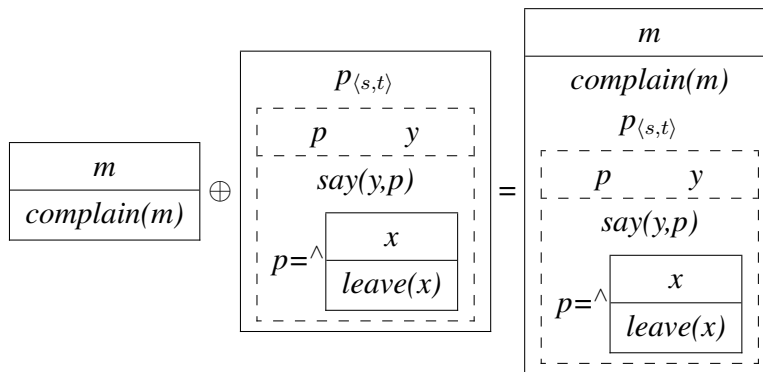 m
complain(m)
⊕
p⟨s,t⟩
p y
say(y,p)
p=^
x
leave(x)
=
m
complain(m)
p⟨s,t⟩
p y
say(y,p)
p=^
x
leave(x)